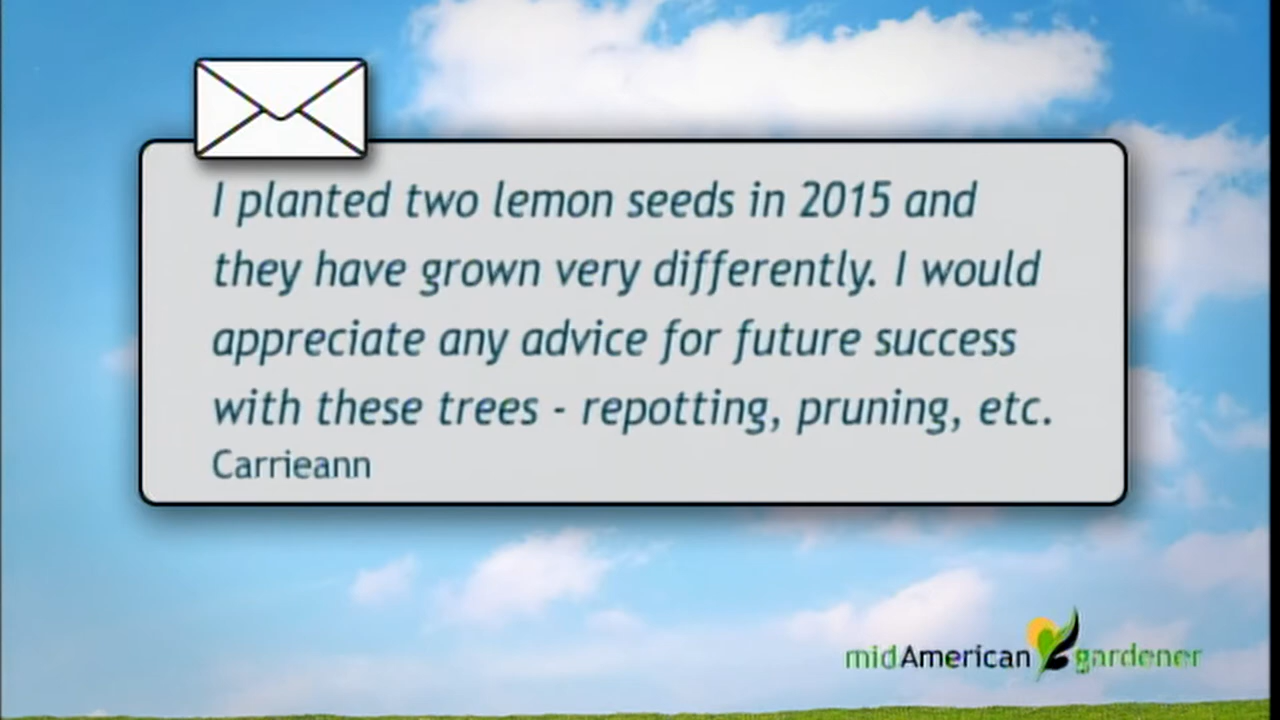 I planted two lemon seeds in 2015 and
they have grown very differently. I would
appreciate any advice for future success
with these trees - repotting, pruning, etc.
Carrieann
midAmerican gardener